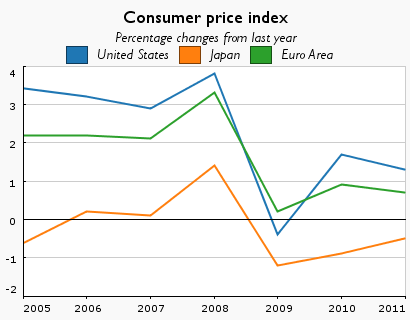 Consumer price index
Percentage changes from last year
United States Japan Euro Area
4
3
2
1
0
-1
-2
2005 2006 2007 2008 2009 2010 2011